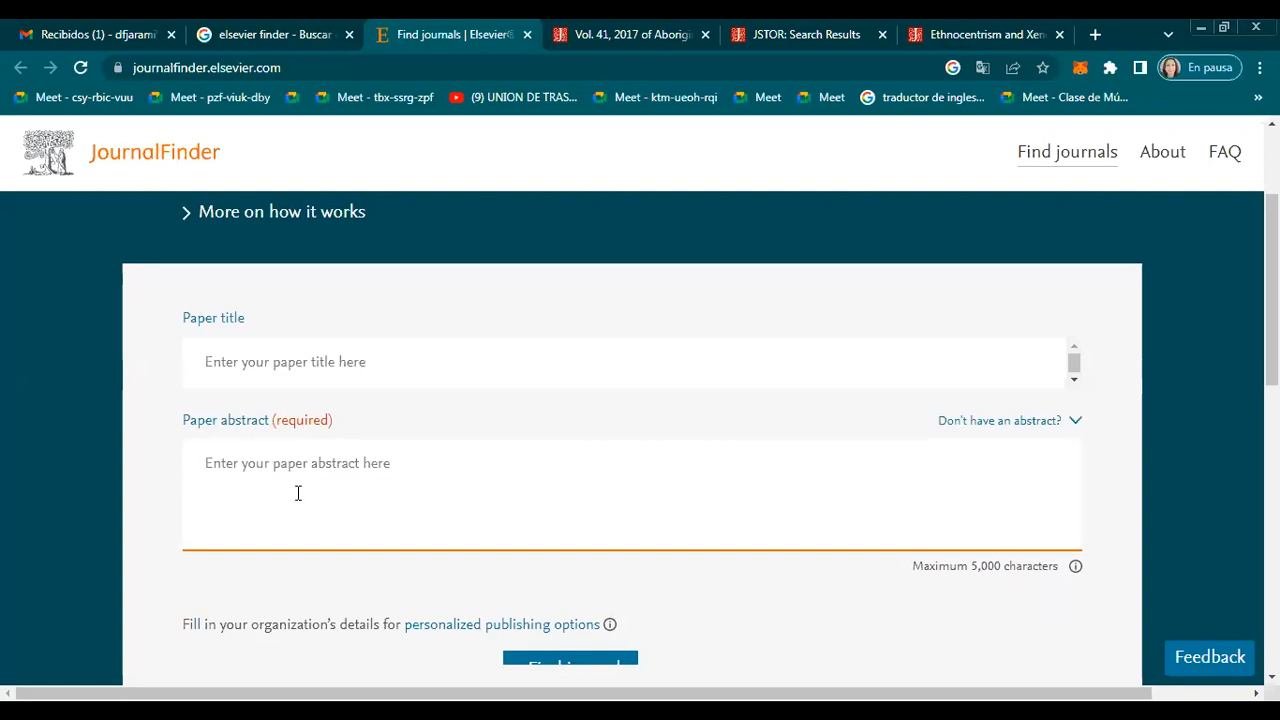 Recibidos (1) - dfjarami
elsevier finder - Buscar
Find journals | Elsevier®
Vol. 41, 2017 of Aborigi
JSTOR: Search Results
Ethnocentrism and Xen
journalfinder.elsevier.com
En pausa
Meet - csy-rbic-vuu
Meet - pzf-viuk-dby
Meet - tbx-ssrg-zpf
(9) UNION DE TRAS...
Meet - ktm-ueoh-rqi
Meet
Meet
traductor de ingles...
Meet - Clase de Mú...
JournalFinder
Find journals
About
FAQ
More on how it works
Paper title
Enter your paper title here
Paper abstract (required)
Don't have an abstract?
Enter your paper abstract here
Maximum 5,000 characters
Fill in your organization's details for personalized publishing options
Feedback